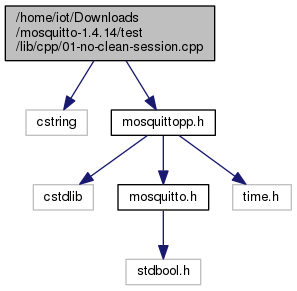 /home/iot/Downloads
/mosquitto-1.4.14/test
/lib/cpp/01-no-clean-session.cpp
cstring
mosquittopp.h
cstdlib
mosquitto.h
time.h
stdbool.h